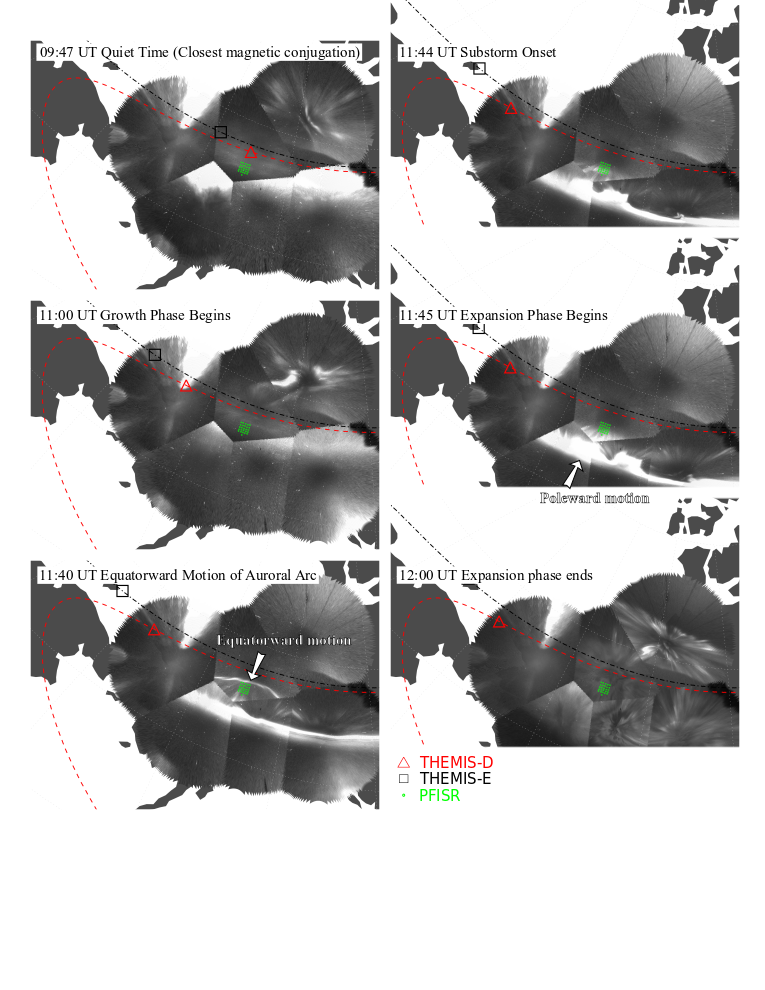 09:47 UT Quiet Time (Closest magnetic conjugation)
11:00 UT Growth Phase Begins
11:40 UT Equatorward Motion of Auroral Arc
Equatorward motion
11:44 UT Substorm Onset
11:45 UT Expansion Phase Begins
Poleward motion
12:00 UT Expansion phase ends
THEMIS-D
THEMIS-E
PFISR